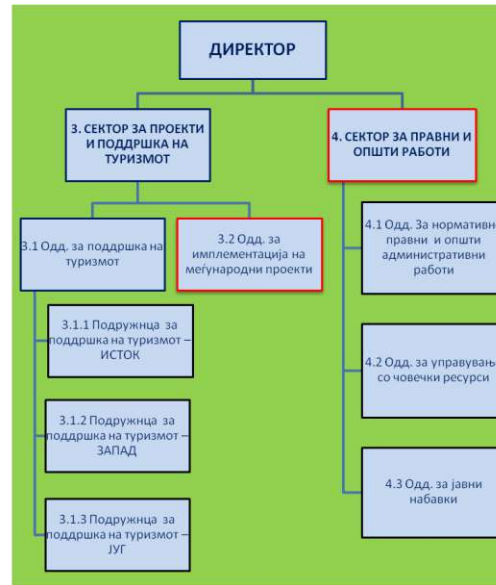 ДИРЕКТОР
3. СЕКТОР ЗА ПРОЕКТИ
И ПОДДРШКА НА
ТУРИЗМОТ
4. СЕКТОР ЗА ПРАВНИ И
ОПШТИ РАБОТИ
3.1 Одд. за поддршка на
туризмот
3.2 Одд. за
имплементација на
меѓународни проекти
3.1.1 Подружнца за
поддршка на туризмот –
ИСТОК
3.1.2 Подружнца за
поддршка на туризмот –
ЗАПАД
3.1.3 Подружнца за
поддршка на туризмот –
ЈУГ
4.1 Одд. За нормативно
правни и општи
административни
работи
4.2 Одд. за управување
со човечки ресурси
4.3 Одд. за јавни
набавки